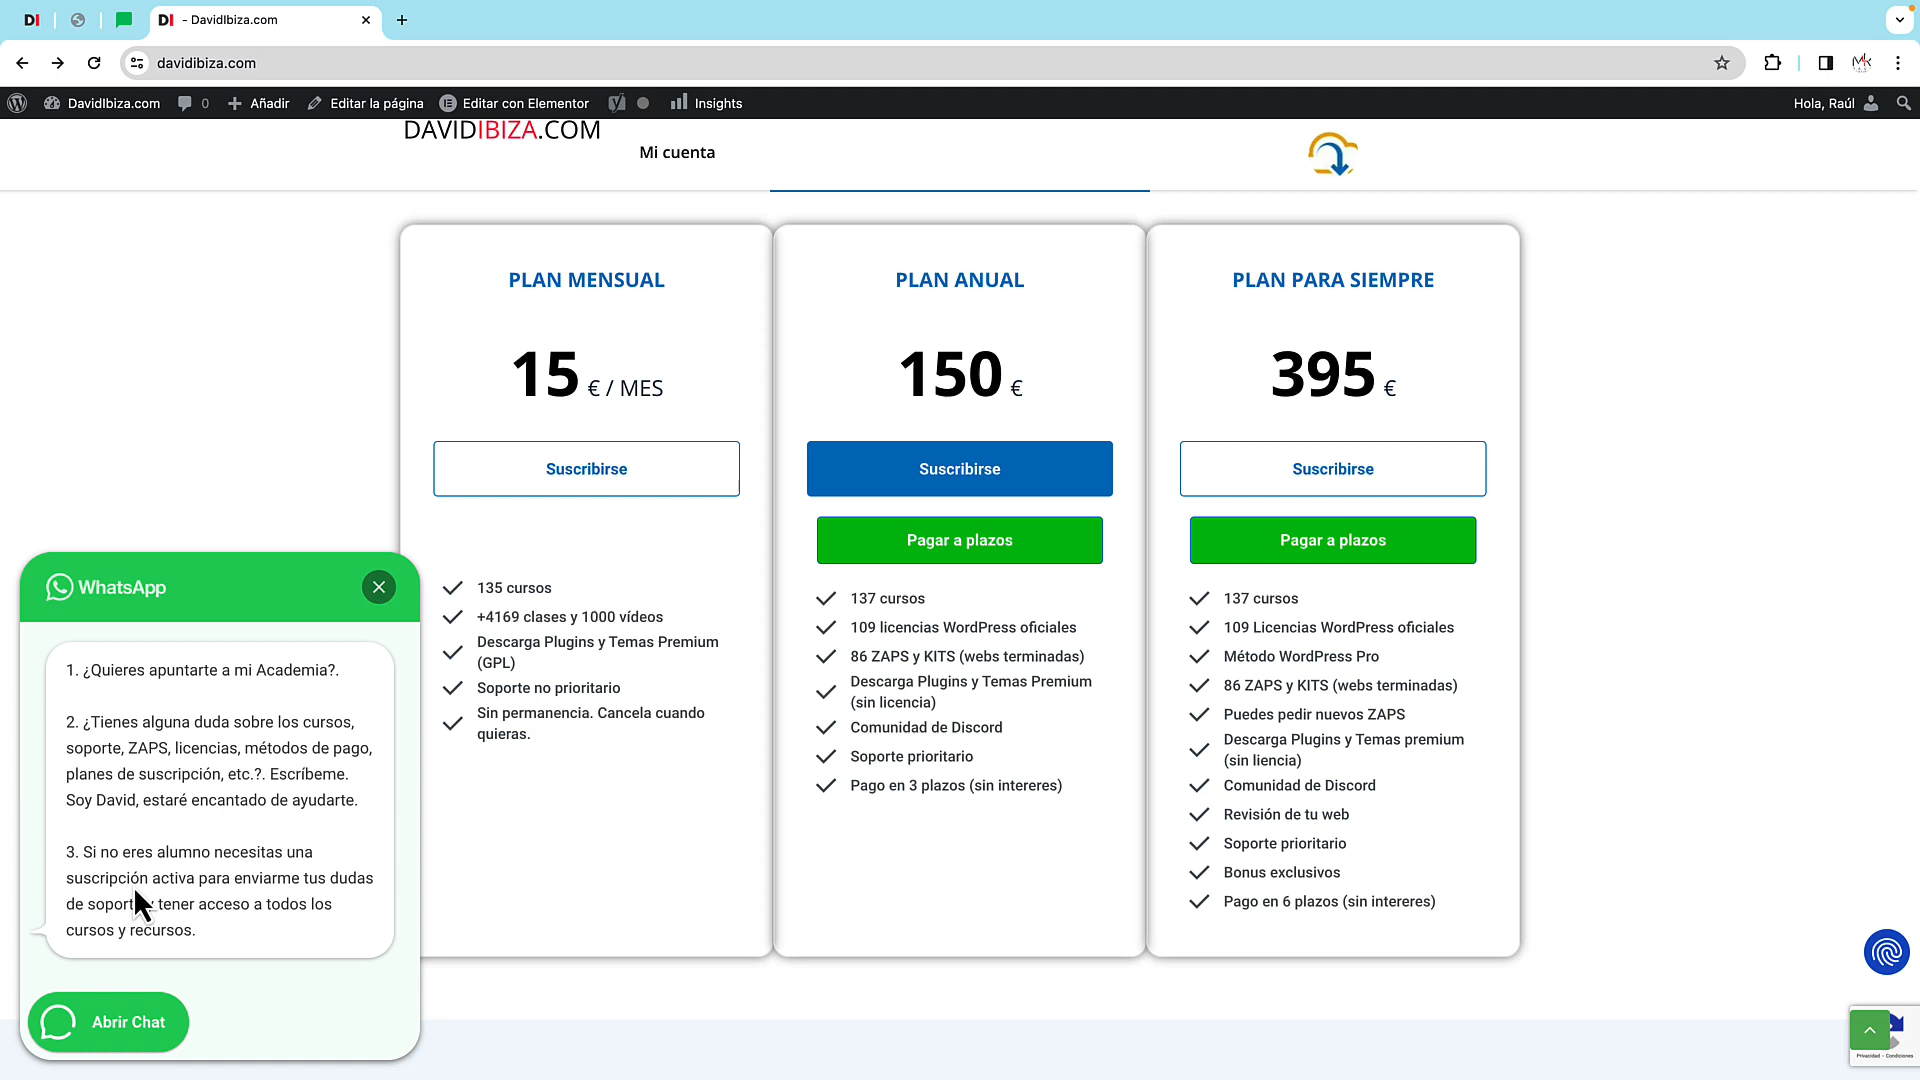 DI
DI - DavidIbiza.com
davidibiza.com
DavidIbiza.com
0
Añadir
Editar la página
Editar con Elementor
Insights
Hola, Raúl
DAVIDIBIZA.COM
Mi cuenta
PLAN MENSUAL
15 € / MES
Suscribirse
135 cursos
+4169 clases y 1000 vídeos
Descarga Plugins y Temas Premium
(GPL)
Soporte no prioritario
Sin permanencia. Cancela cuando
quieras.
PLAN ANUAL
150 €
Suscribirse
Pagar a plazos
137 cursos
109 licencias WordPress oficiales
86 ZAPS y KITS (webs terminadas)
Descarga Plugins y Temas Premium
(sin licencia)
Comunidad de Discord
Soporte prioritario
Pago en 3 plazos (sin intereres)
PLAN PARA SIEMPRE
395 €
Suscribirse
Pagar a plazos
137 cursos
109 Licencias WordPress oficiales
Método WordPress Pro
86 ZAPS y KITS (webs terminadas)
Puedes pedir nuevos ZAPS
Descarga Plugins y Temas premium
(sin liencia)
Comunidad de Discord
Revisión de tu web
Soporte prioritario
Bonus exclusivos
Pago en 6 plazos (sin intereres)
WhatsApp
1. ¿Quieres apuntarte a mi Academia?.
2. ¿Tienes alguna duda sobre los cursos,
soporte, ZAPS, licencias, métodos de pago,
planes de suscripción, etc.?. Escríbeme.
Soy David, estaré encantado de ayudarte.
3. Si no eres alumno necesitas una
suscripción activa para enviarme tus dudas
de soporte y tener acceso a todos los
cursos y recursos.
Abrir Chat
Privacidad - Condiciones